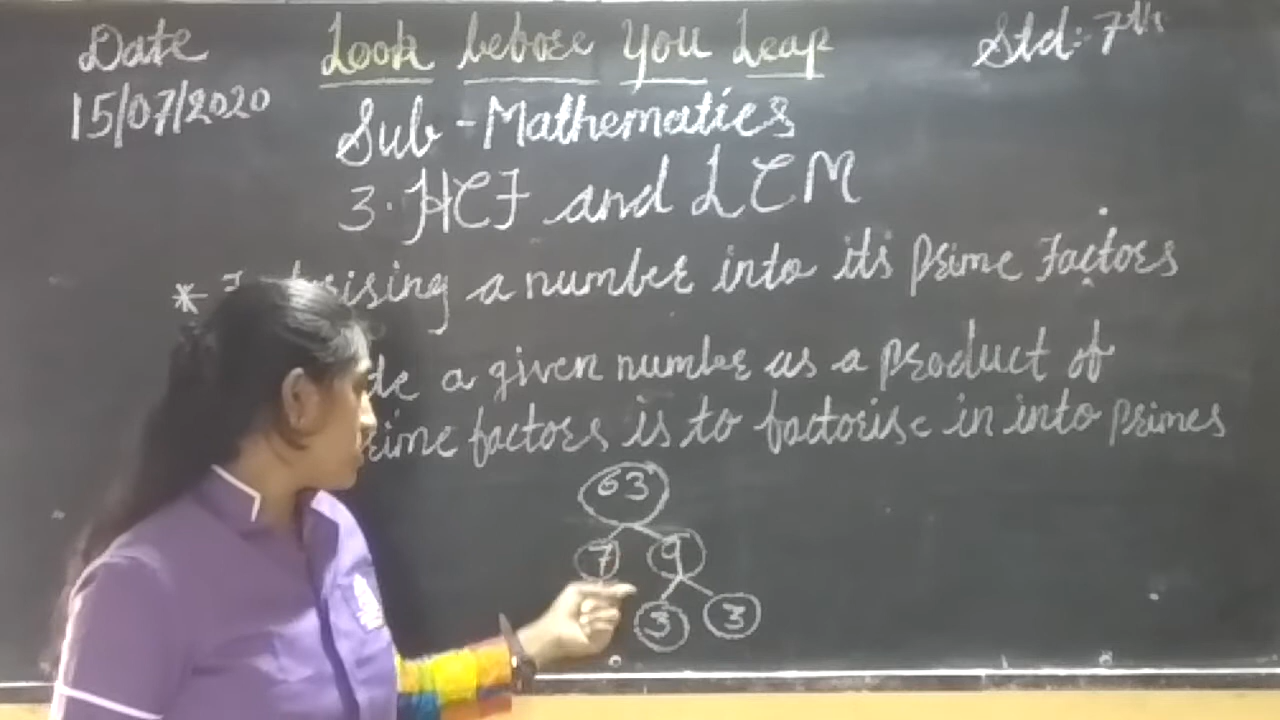 Date
Look before You Leap
Std:- 7th
15/07/2020
Sub - Mathematics
3. HCF and LCM
* a number into its Prime Factors
a given number as a product of
factors is to factorise in into primes
63
7 9
3 3